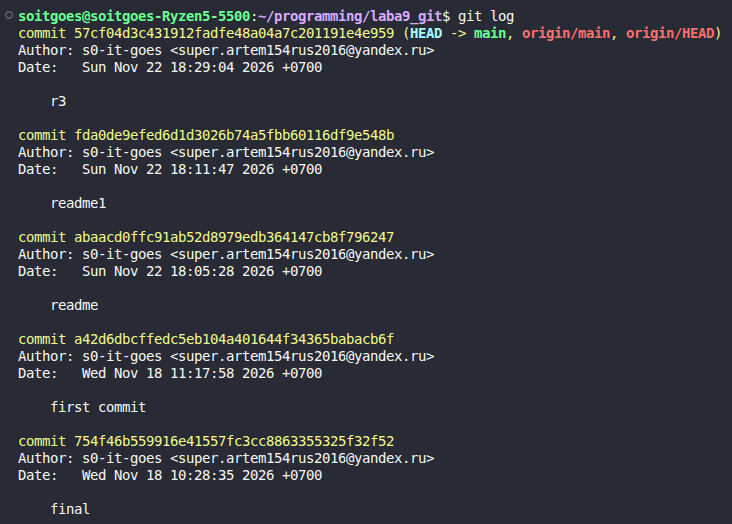 soitgoes@soitgoes-Ryzen5-5500:~/programming/laba9_git$ git log
commit 57cf04d3c431912fadfe48a04a7c201191e4e959 (HEAD -> main, origin/main, origin/HEAD)
Author: s0-it-goes <super.artem154rus2016@yandex.ru>
Date:   Sun Nov 22 18:29:04 2026 +0700
r3
commit fda0de9efed6d1d3026b74a5fbb60116df9e548b
Author: s0-it-goes <super.artem154rus2016@yandex.ru>
Date:   Sun Nov 22 18:11:47 2026 +0700
readme1
commit abaacd0ffc91ab52d8979edb364147cb8f796247
Author: s0-it-goes <super.artem154rus2016@yandex.ru>
Date:   Sun Nov 22 18:05:28 2026 +0700
readme
commit a42d6dbcffedc5eb104a401644f34365babacb6f
Author: s0-it-goes <super.artem154rus2016@yandex.ru>
Date:   Wed Nov 18 11:17:58 2026 +0700
first commit
commit 754f46b559916e41557fc3cc8863355325f32f52
Author: s0-it-goes <super.artem154rus2016@yandex.ru>
Date:   Wed Nov 18 10:28:35 2026 +0700
final